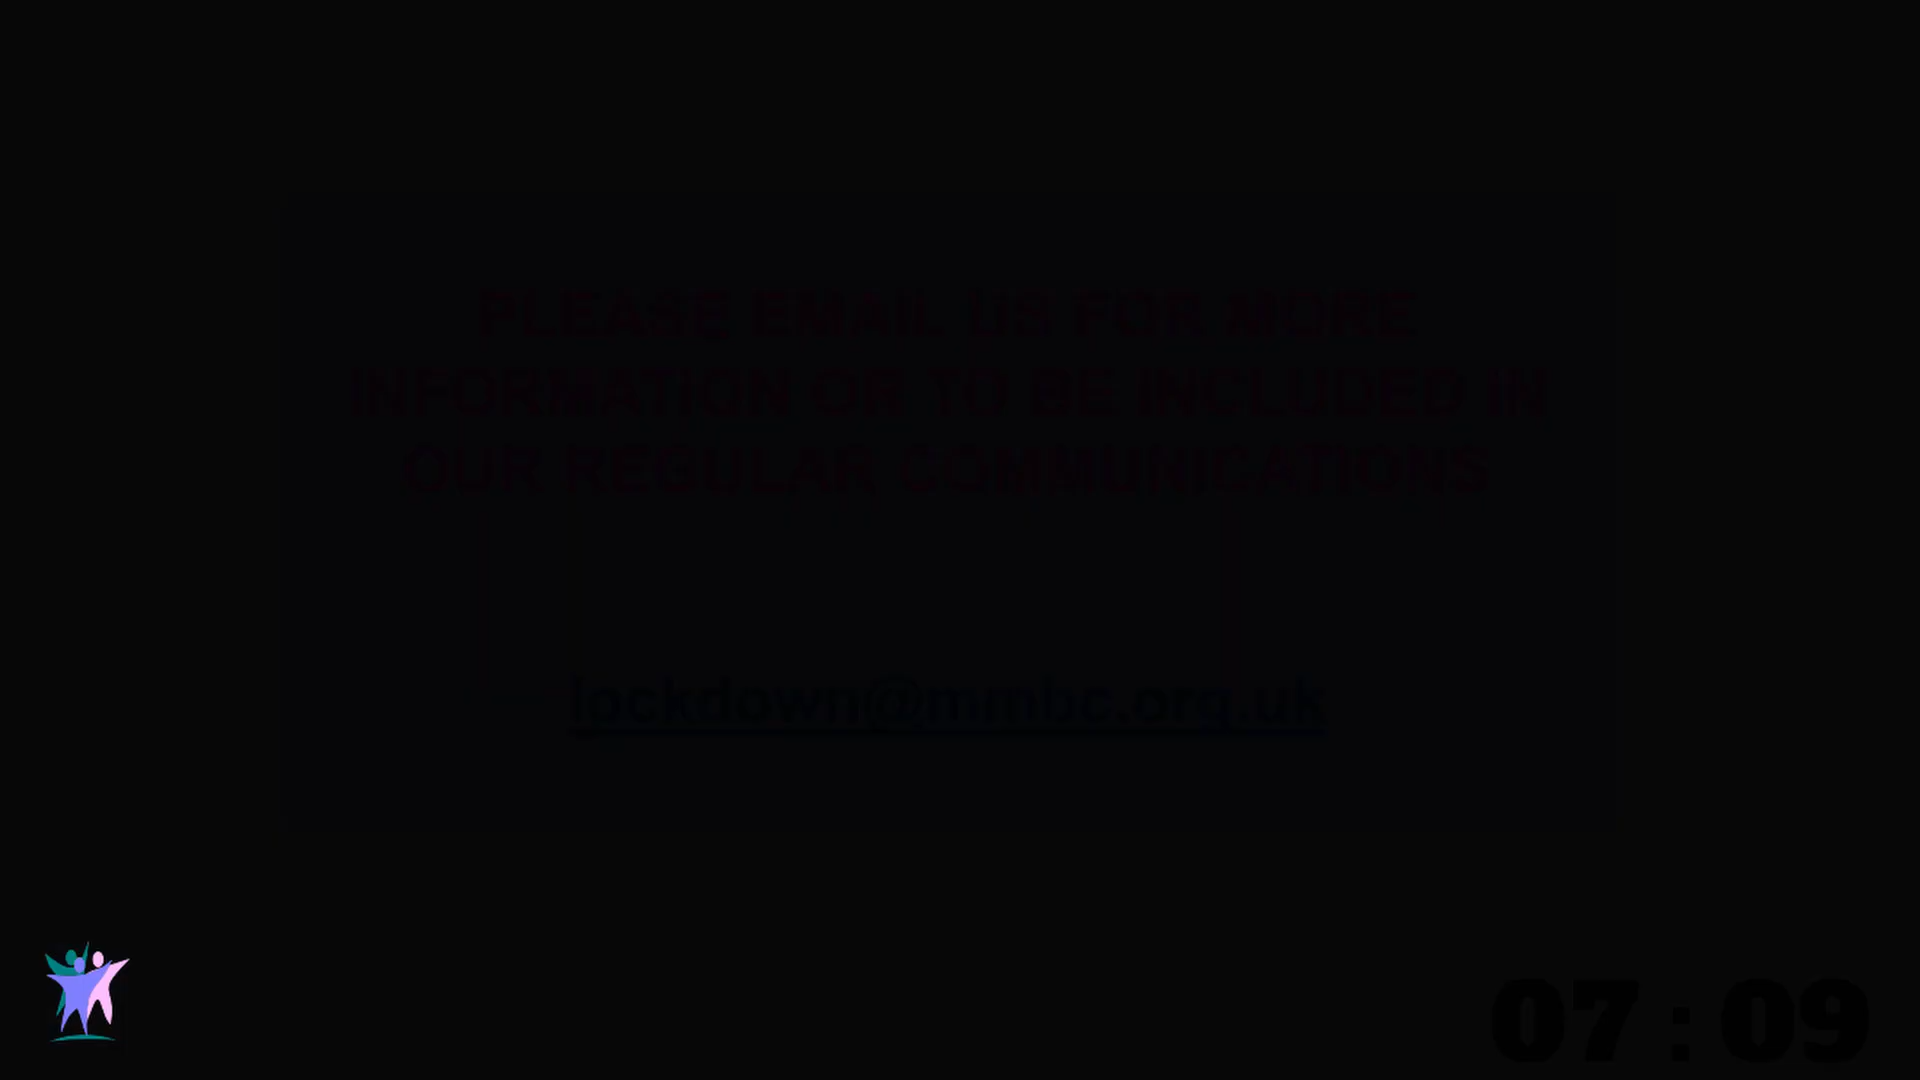 PLEASE EMAIL US FOR MORE
INFORMATION OR TO BE INCLUDED IN
OUR REGULAR COMMUNICATIONS
lockdown@mmbc.org.uk
07:09